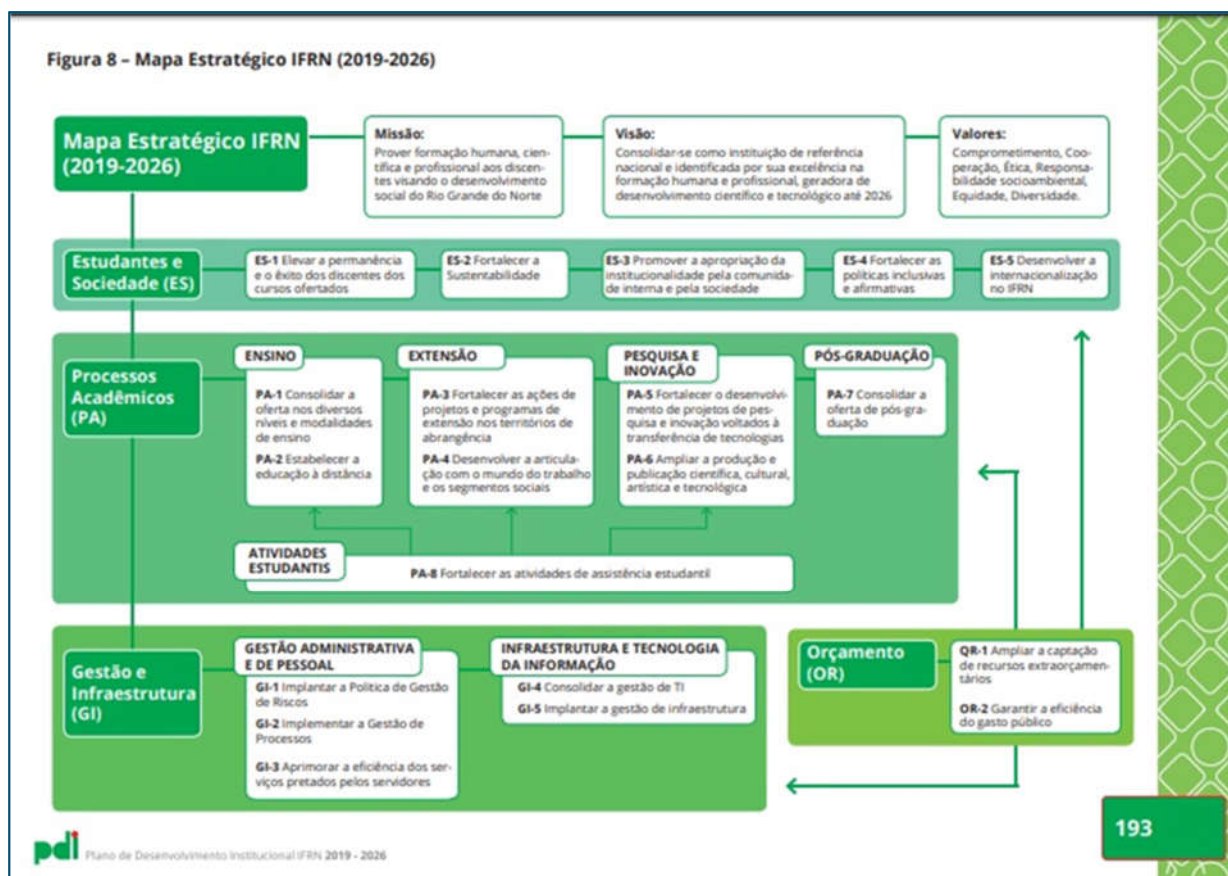 Figura 8 – Mapa Estratégico IFRN (2019-2026)
Mapa Estratégico IFRN
(2019-2026)
Missão:
Prover formação humana, cien-
tífica e profissional aos discen-
tes visando o desenvolvimento
social do Rio Grande do Norte
Visão:
Consolidar-se como instituição de referência
nacional e identificada por sua excelência na
formação humana e profissional, geradora de
desenvolvimento científico e tecnológico até 2026
Valores:
Comprometimento, Coo-
peração, Ética, Responsa-
bilidade socioambiental,
Equidade, Diversidade.
Estudantes e
Sociedade (ES)
ES-1 Elevar a permanência
e o êxito dos discentes dos
cursos ofertados
ES-2 Fortalecer a
Sustentabilidade
ES-3 Promover a apropriação da
institucionalidade pela comunida-
de interna e pela sociedade
ES-4 Fortalecer as
políticas inclusivas
e afirmativas
ES-5 Desenvolver a
internacionalização
no IFRN
Processos
Acadêmicos
(PA)
ENSINO
PA-1 Consolidar a
oferta nos diversos
níveis e modalidades
de ensino
PA-2 Estabelecer a
educação à distância
EXTENSÃO
PA-3 Fortalecer as ações de
projetos e programas de
extensão nos territórios de
abrangência
PA-4 Desenvolver a articula-
ção com o mundo do trabalho
e os segmentos sociais
PESQUISA E
INOVAÇÃO
PA-5 Fortalecer o desenvolvi-
mento de projetos de pes-
quisa e inovação voltados à
transferência de tecnologias
PA-6 Ampliar a produção e
publicação científica, cultural,
artística e tecnológica
PÓS-GRADUAÇÃO
PA-7 Consolidar a
oferta de pós-gra-
duação
ATIVIDADES
ESTUDANTIS
PA-8 Fortalecer as atividades de assistência estudantil
Gestão e
Infraestrutura
(GI)
GESTÃO ADMINISTRATIVA
E DE PESSOAL
GI-1 Implantar a Política de Gestão
de Riscos
GI-2 Implementar a Gestão de
Processos
GI-3 Aprimorar a eficiência dos ser-
viços pretados pelos servidores
INFRAESTRUTURA E TECNOLOGIA
DA INFORMAÇÃO
GI-4 Consolidar a gestão de TI
GI-5 Implantar a gestão de infraestrutura
Orçamento
(OR)
QR-1 Ampliar a captação
de recursos extraorçamen-
tários
OR-2 Garantir a eficiência
do gasto público
193
pdi Plano de Desenvolvimento Institucional IFRN 2019 - 2026